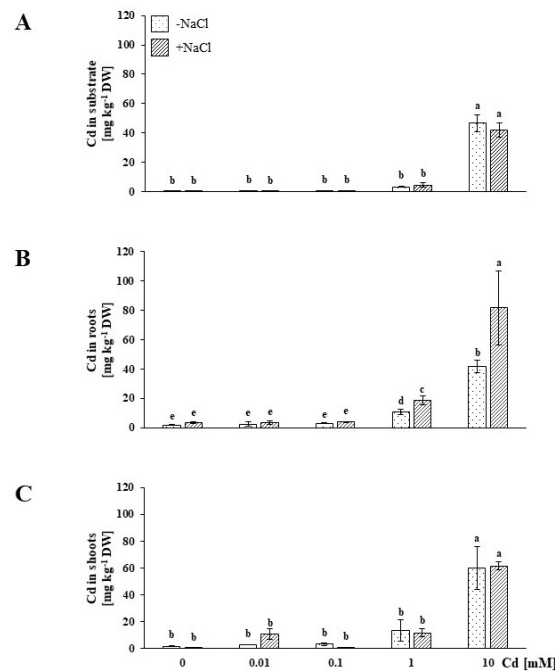 A
120
100
80
60
40
20
0
Cd in substrate
[mg kg-1 DW]
-NaCl
+NaCl
b b b b b b b b a a
B
120
100
80
60
40
20
0
Cd in roots
[mg kg-1 DW]
e e e e e e d c b a
C
120
100
80
60
40
20
0
Cd in shoots
[mg kg-1 DW]
b b b b b b b b a a
0 0.01 0.1 1 10 Cd [mM]